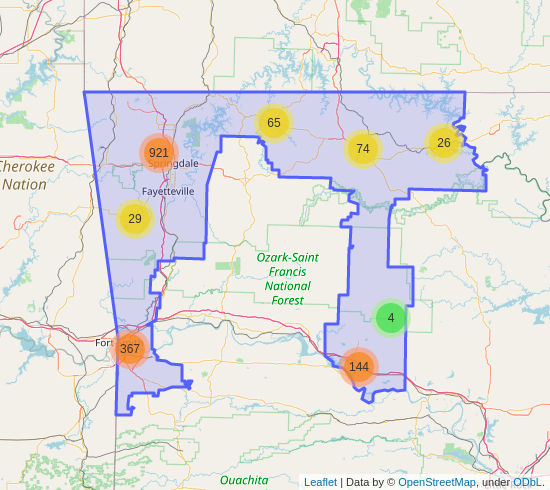 65
74
26
921
Springdale
Cherokee
Nation
Fayetteville
29
Ozark-Saint
Francis
National
Forest
4
Fort
367
144
Ouachita
Leaflet | Data by © OpenStreetMap, under ODbL.